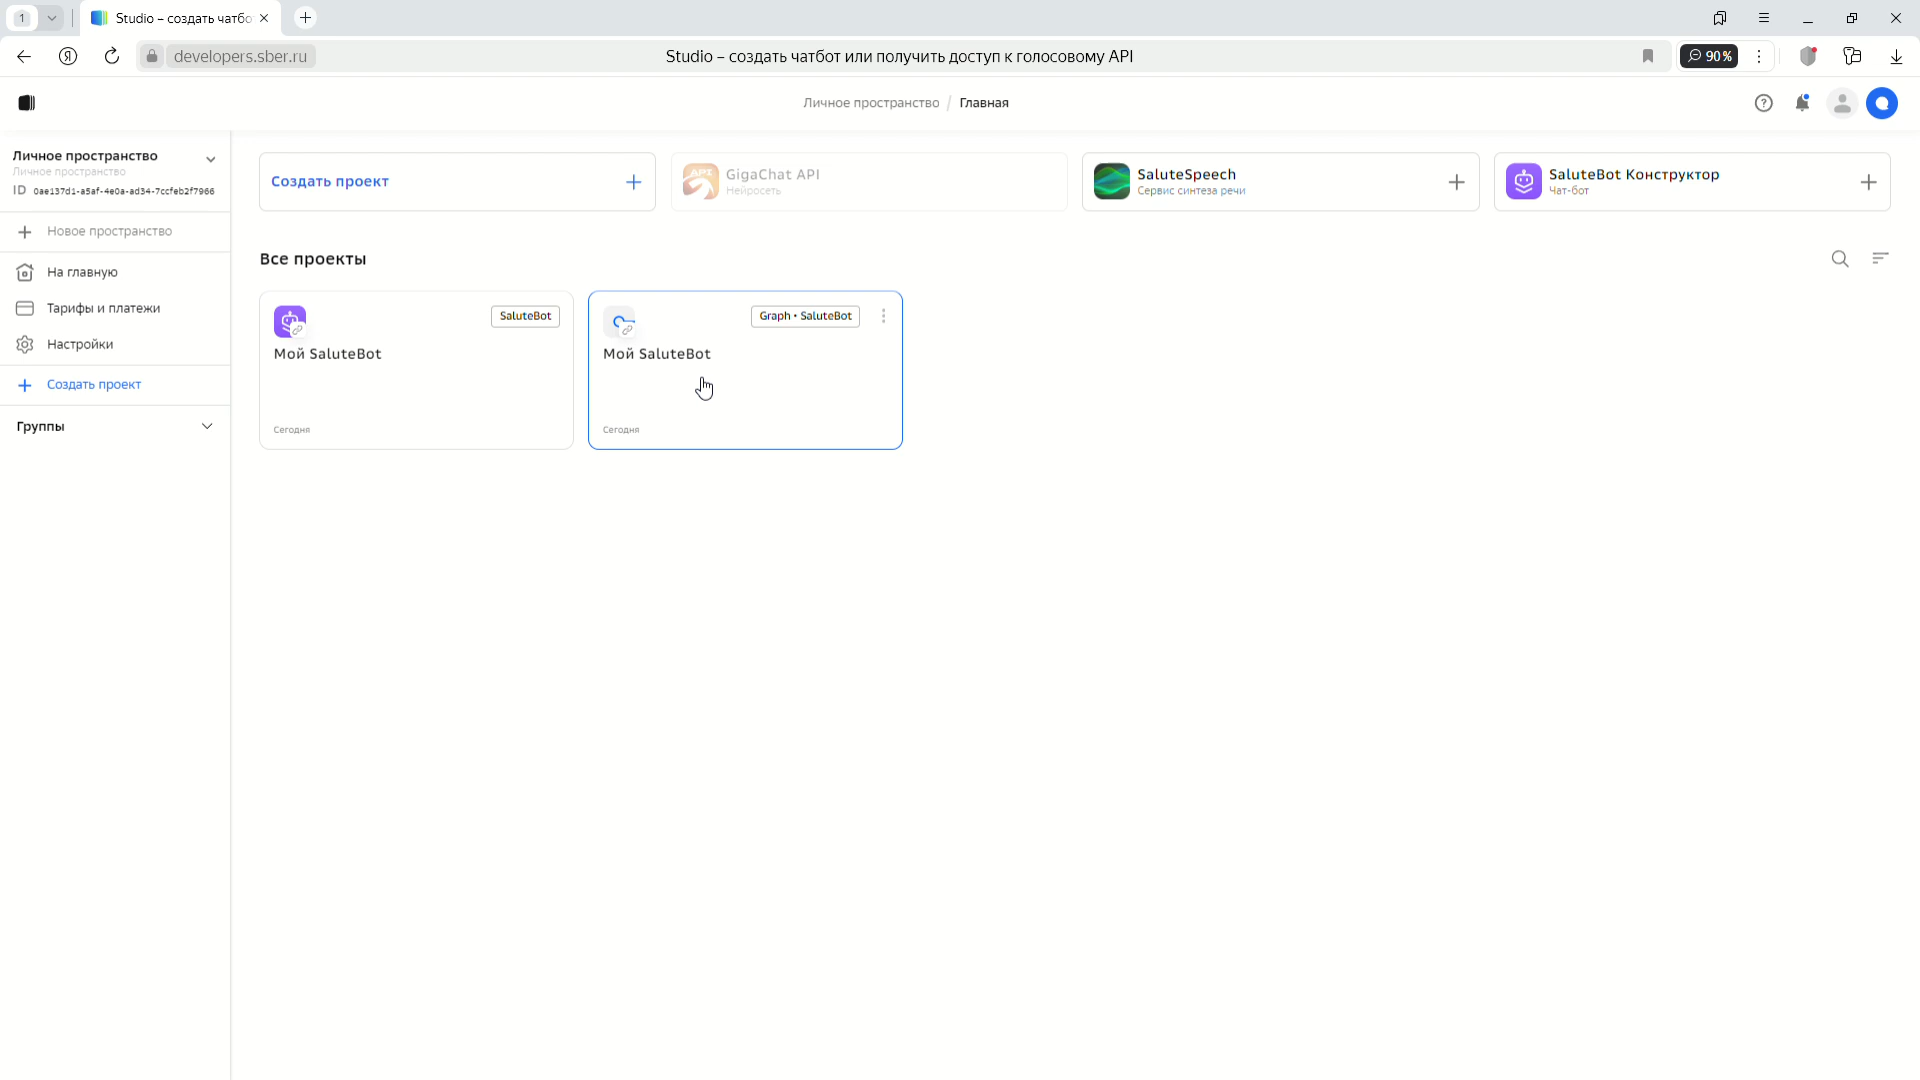 1
Studio – создать чатбо
developers.sber.ru
Studio – создать чатбот или получить доступ к голосовому API
90%
Личное пространство / Главная
Личное пространство
Личное пространство
ID 0ae137d1-a5af-4e0a-ad34-7ccfeb2f7966
Новое пространство
На главную
Тарифы и платежи
Настройки
Создать проект
Группы
Создать проект
GigaChat API
Нейросеть
SaluteSpeech
Сервис синтеза речи
SaluteBot Конструктор
Чат-бот
Все проекты
SaluteBot
Мой SaluteBot
Сегодня
Graph • SaluteBot
Мой SaluteBot
Сегодня